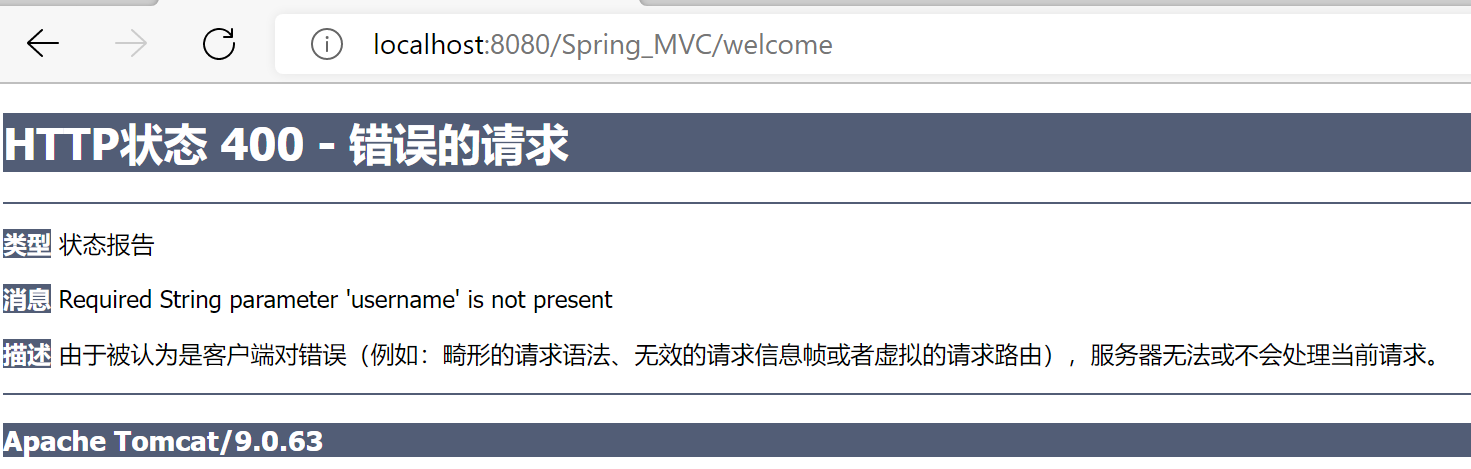 localhost:8080/Spring_MVC/welcome
HTTP状态 400 - 错误的请求
类型 状态报告
消息 Required String parameter 'username' is not present
描述 由于被认为是客户端对错误（例如：畸形的请求语法、无效的请求信息帧或者虚拟的请求路由），服务器无法或不会处理当前请求。
Apache Tomcat/9.0.63